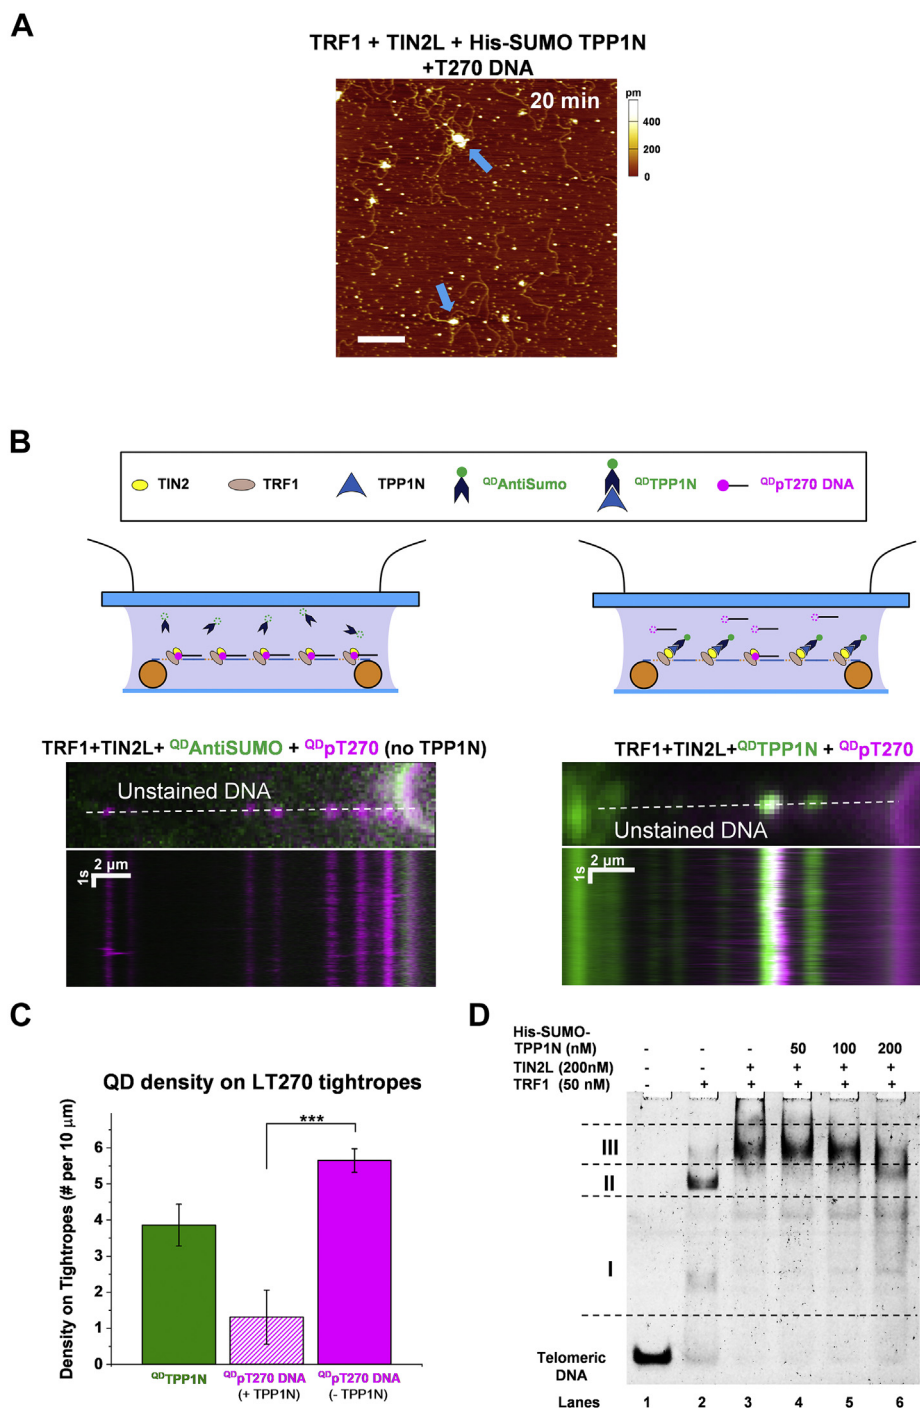 A
TRF1 + TIN2L + His-SUMO TPP1N
+T270 DNA
20 min
pm
400
200
0
B
TIN2
TRF1
TPP1N
QDAntiSumo
QDTPP1N
QDpT270 DNA
TRF1+TIN2L+ QDAntiSUMO + QDpT270 (no TPP1N)
Unstained DNA
1s
2 µm
TRF1+TIN2L+QDTPP1N + QDpT270
Unstained DNA
1s
2 µm
C
QD density on LT270 tightropes
Density on Tightropes (# per 10 µm)
6
5
4
3
2
1
0
***
QDTPP1N
QDpT270 DNA
(+ TPP1N)
QDpT270 DNA
(- TPP1N)
D
His-SUMO-
TPP1N (nM) - - - 50 100 200
TIN2L (200nM) - - + + + +
TRF1 (50 nM) - + + + + +
III
II
I
Telomeric
DNA
Lanes 1 2 3 4 5 6